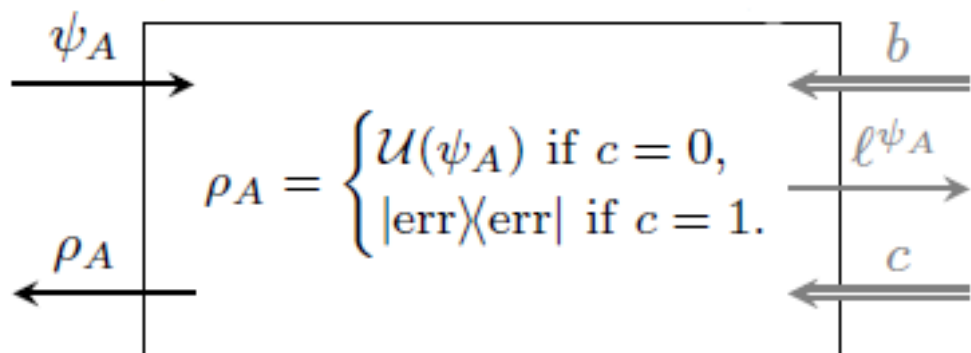 ψ_A b
ℓ^{ψ_A}
ρ_A = { 𝒰(ψ_A) if c = 0,
|err⟩⟨err| if c = 1.
ρ_A c